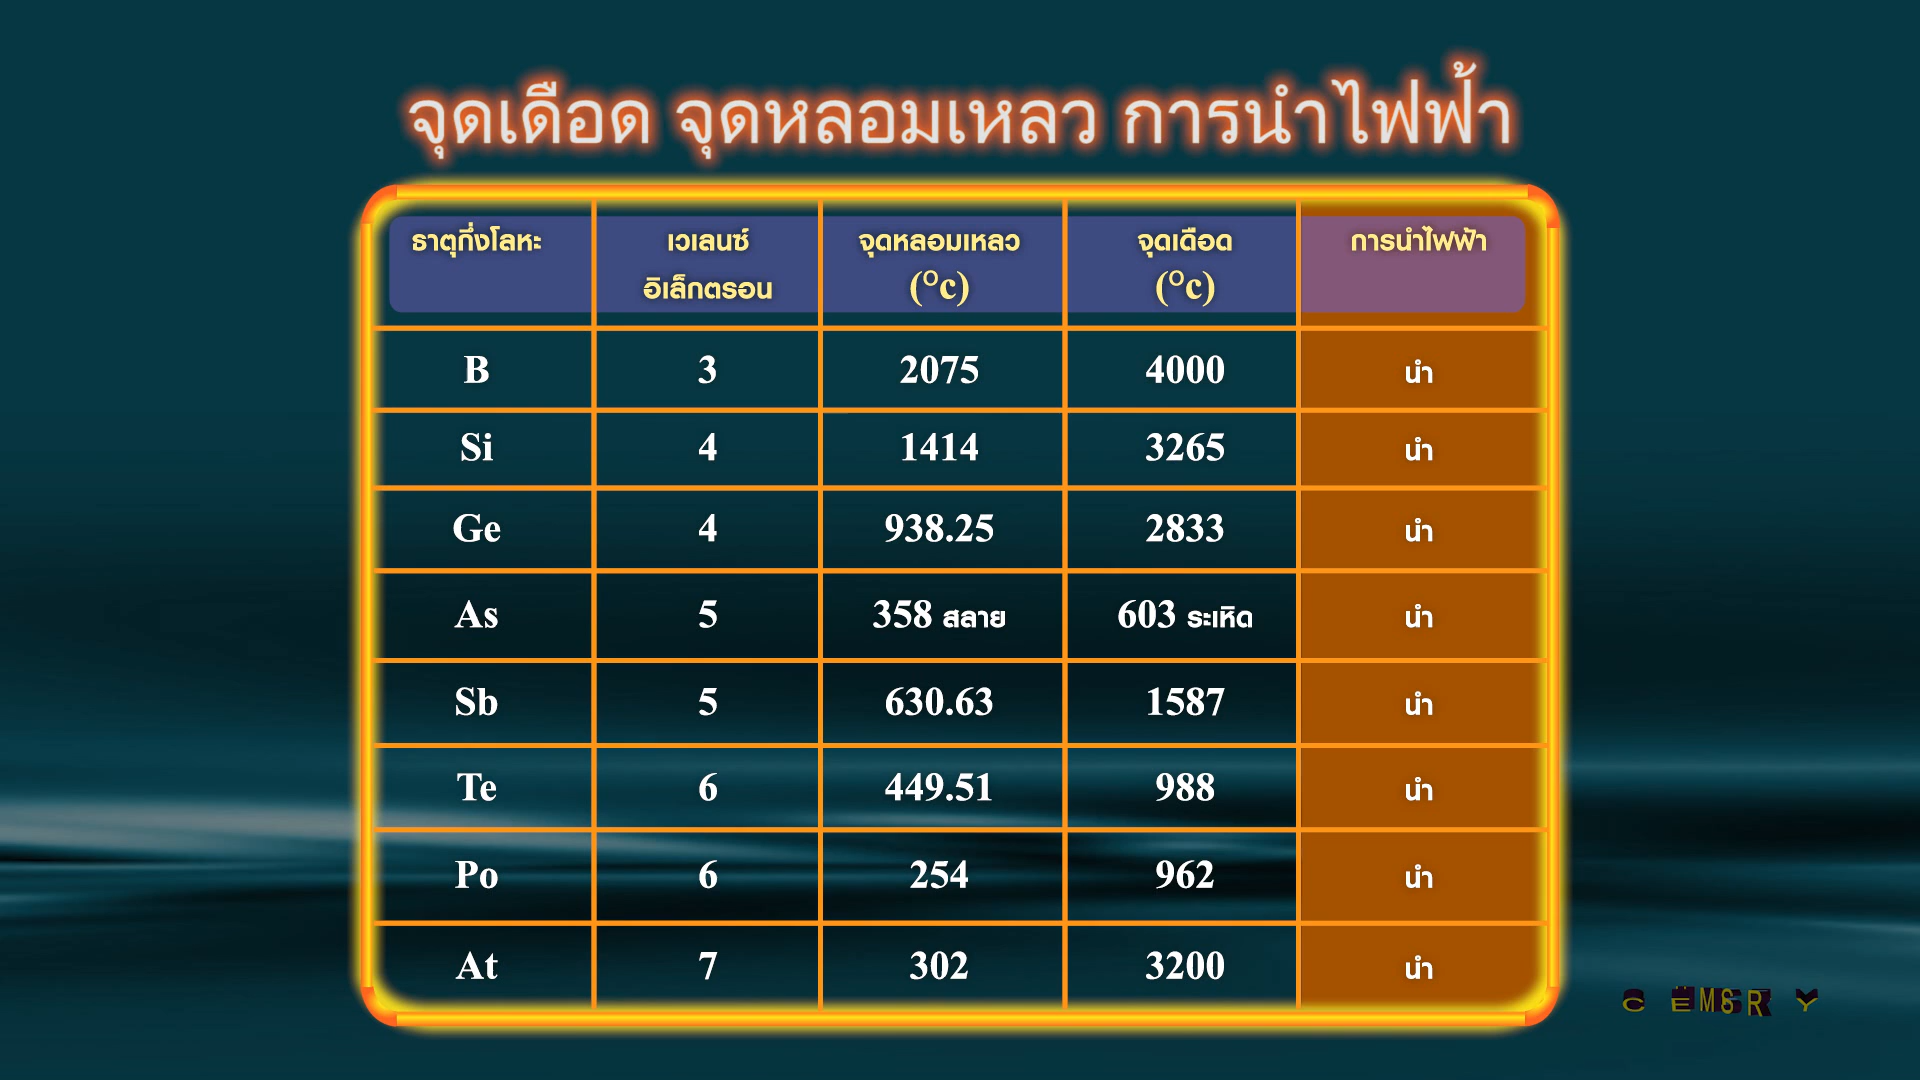 จุดเดือด จุดหลอมเหลว การนำไฟฟ้า
ธาตุกึ่งโลหะ เวเลนซ์ จุดหลอมเหลว จุดเดือด การนำไฟฟ้า
อิเล็กตรอน (°c) (°c)
B 3 2075 4000 นำ
Si 4 1414 3265 นำ
Ge 4 938.25 2833 นำ
As 5 358 สลาย 603 ระเหิด นำ
Sb 5 630.63 1587 นำ
Te 6 449.51 988 นำ
Po 6 254 962 นำ
At 7 302 3200 นำ